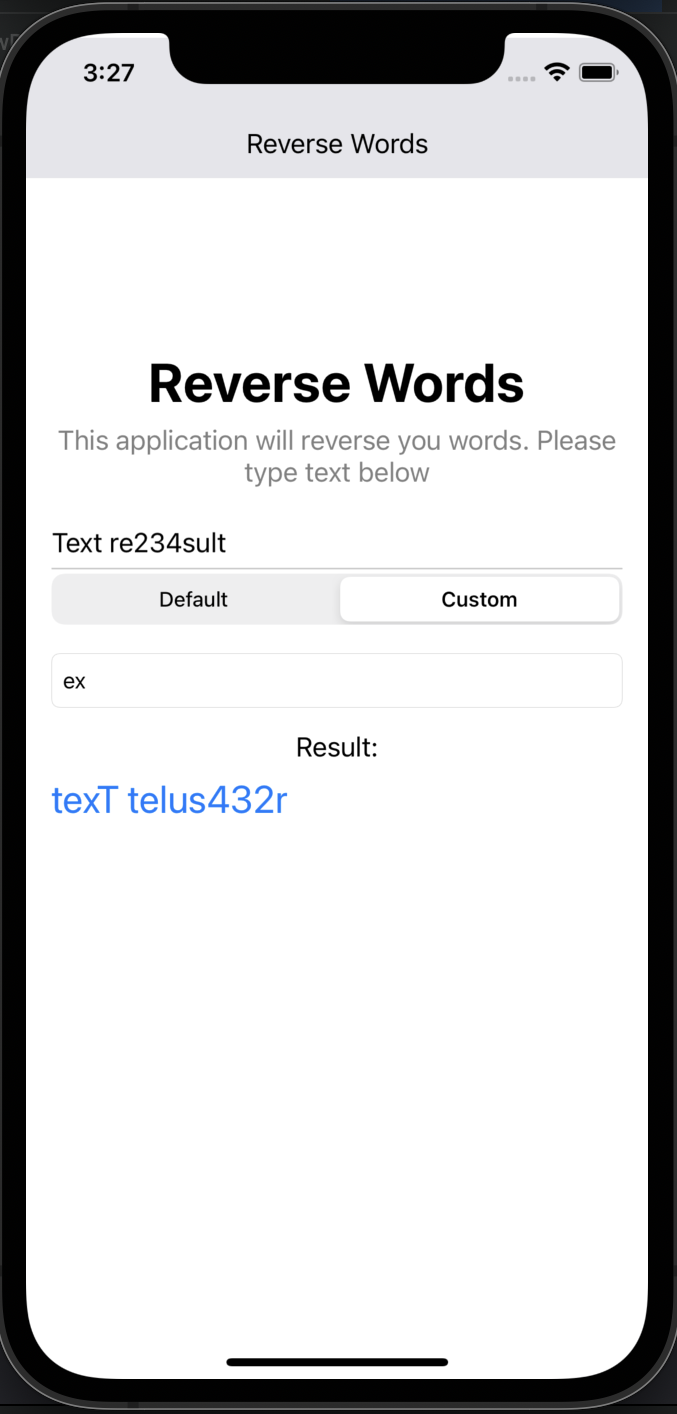 3:27
Reverse Words
Reverse Words
This application will reverse you words. Please
type text below
Text re234sult
Default Custom
ex
Result:
texT telus432r